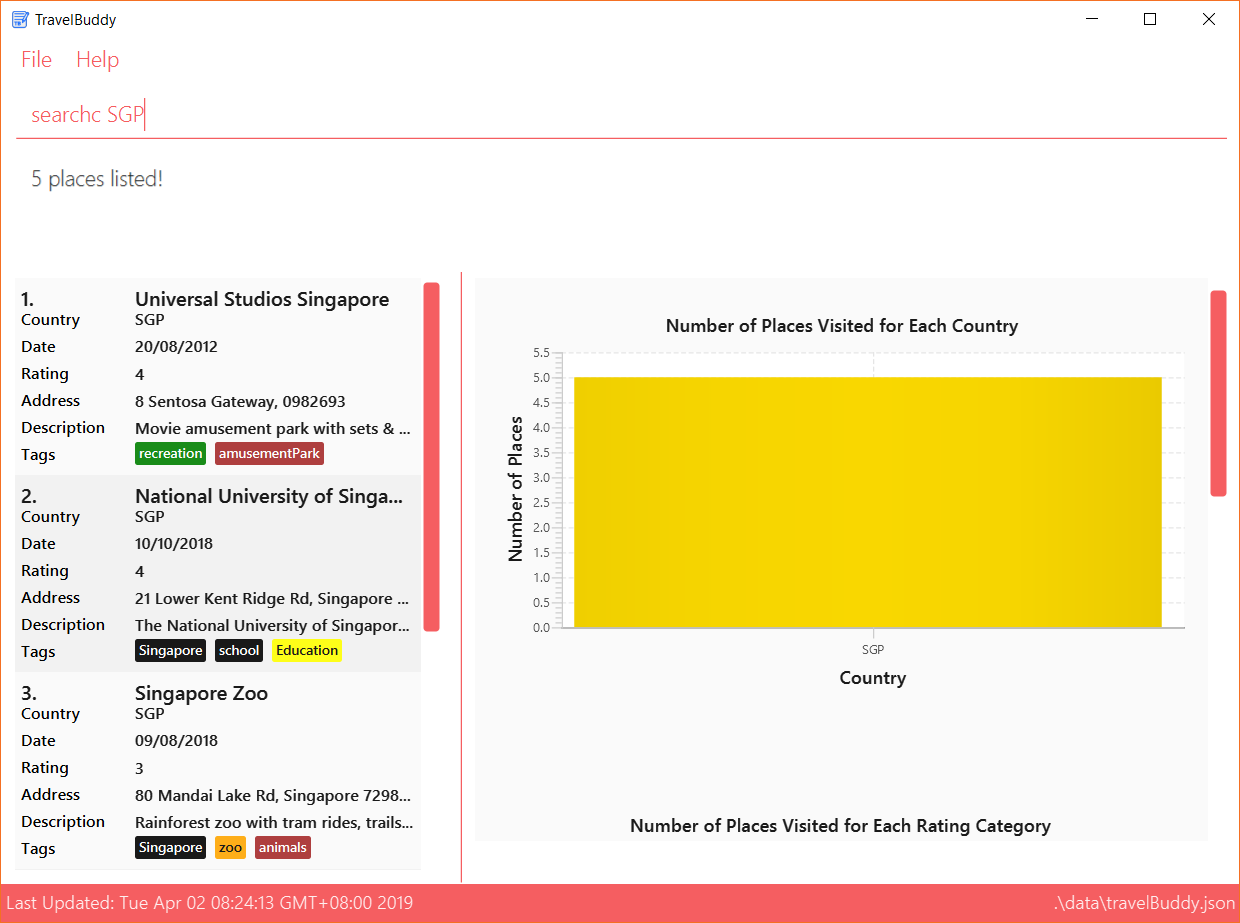 TravelBuddy
File Help
searchc SGP
5 places listed!
1. Universal Studios Singapore
Country SGP
Date 20/08/2012
Rating 4
Address 8 Sentosa Gateway, 0982693
Description Movie amusement park with sets & ...
Tags recreation amusementPark
2. National University of Singa...
Country SGP
Date 10/10/2018
Rating 4
Address 21 Lower Kent Ridge Rd, Singapore ...
Description The National University of Singapor...
Tags Singapore school Education
3. Singapore Zoo
Country SGP
Date 09/08/2018
Rating 3
Address 80 Mandai Lake Rd, Singapore 7298...
Description Rainforest zoo with tram rides, trails...
Tags Singapore zoo animals
Number of Places Visited for Each Country
Number of Places
5.5
5.0
4.5
4.0
3.5
3.0
2.5
2.0
1.5
1.0
0.5
0.0
SGP
Country
Number of Places Visited for Each Rating Category
Last Updated: Tue Apr 02 08:24:13 GMT+08:00 2019 .\data\travelBuddy.json